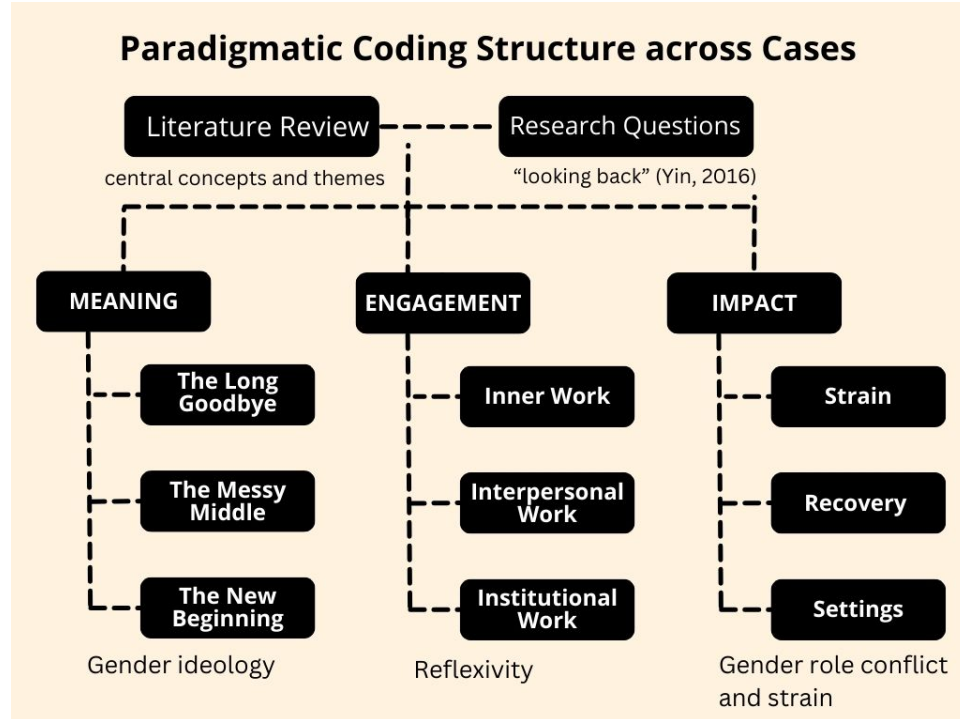 Paradigmatic Coding Structure across Cases
Literature Review
Research Questions
central concepts and themes
“looking back” (Yin, 2016)
MEANING
The Long
Goodbye
The Messy
Middle
The New
Beginning
Gender ideology
ENGAGEMENT
Inner Work
Interpersonal
Work
Institutional
Work
Reflexivity
IMPACT
Strain
Recovery
Settings
Gender role conflict
and strain